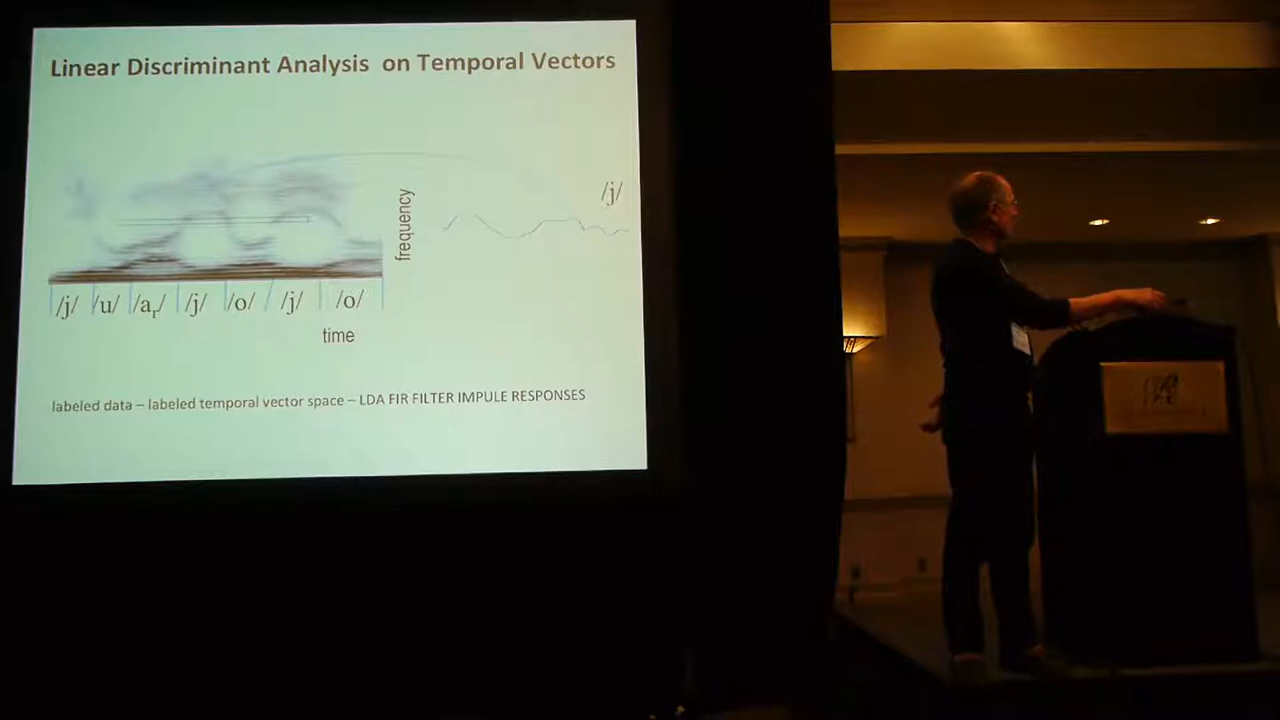 Linear Discriminant Analysis on Temporal Vectors
/j/
frequency
/j/ /u/ /ar/ /j/ /o/ /j/ /o/
time
labeled data – labeled temporal vector space – LDA FIR FILTER IMPULE RESPONSES